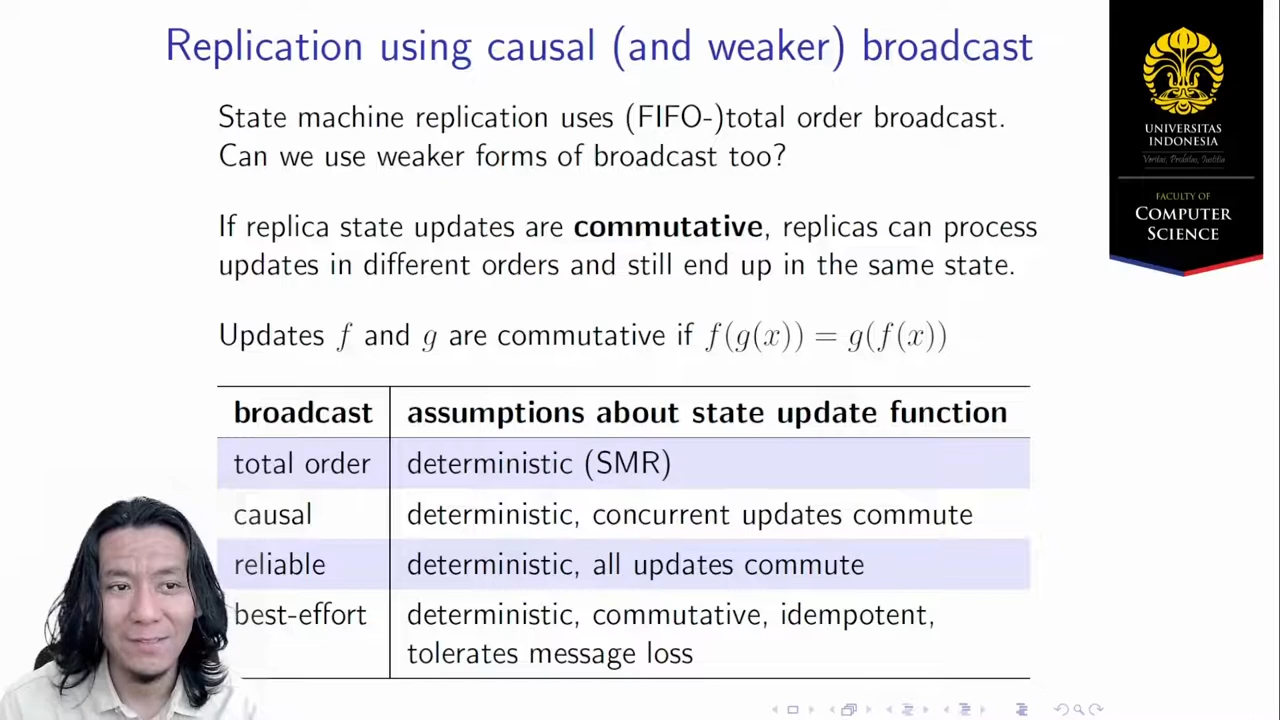 Replication using causal (and weaker) broadcast
State machine replication uses (FIFO-)total order broadcast.
Can we use weaker forms of broadcast too?
If replica state updates are commutative, replicas can process
updates in different orders and still end up in the same state.
Updates f and g are commutative if f(g(x)) = g(f(x))
broadcast assumptions about state update function
total order deterministic (SMR)
causal deterministic, concurrent updates commute
reliable deterministic, all updates commute
best-effort deterministic, commutative, idempotent,
tolerates message loss
UNIVERSITAS
INDONESIA
Veritas, Probitas, Iustitia
FACULTY OF
COMPUTER
SCIENCE